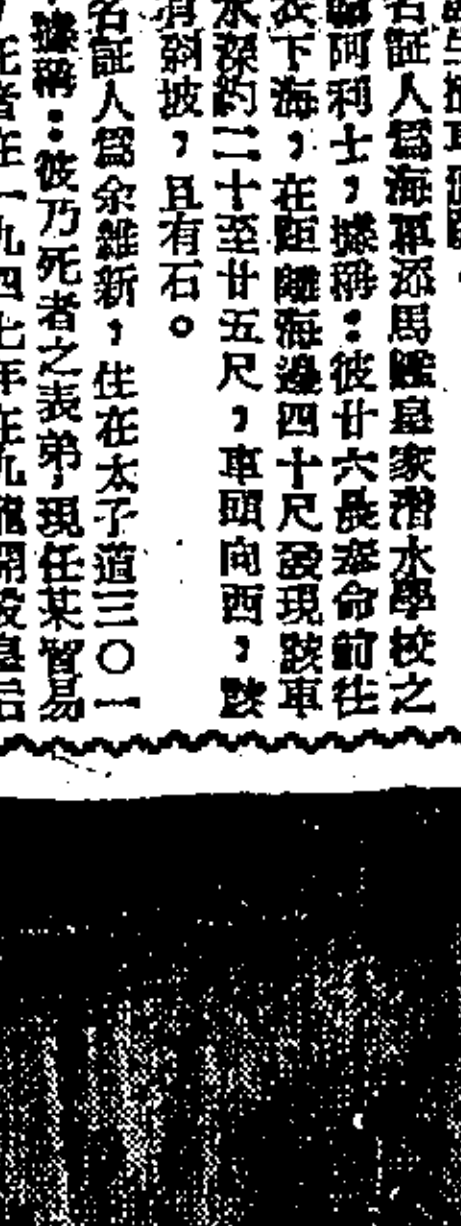 名証人爲海軍添馬艦皇家潛水學校之
阿利士，據稱：彼廿六晨奉命前往
下海，在距離海邊四十尺發現該車
水深約二十至廿五尺，車頭向西，該
有斜坡，且有石。
名証人爲余維新，住在太子道三〇一
據稱：彼乃死者之表弟，現任某貿易
死者在一九四七年在九龍開設皇后